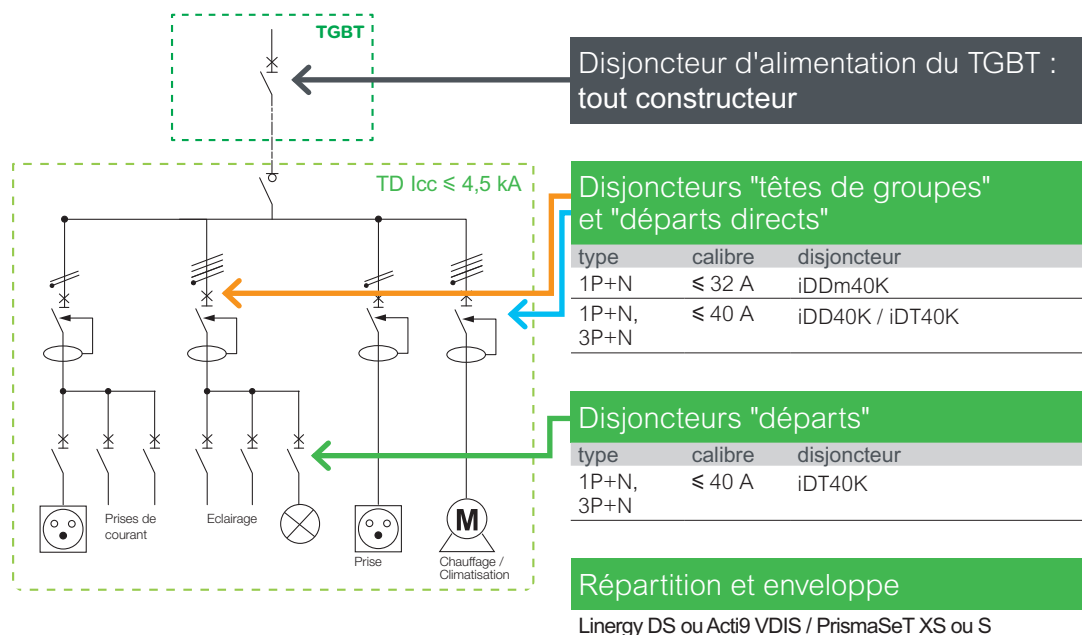 TGBT
Disjoncteur d'alimentation du TGBT :
tout constructeur
TD Icc ≤ 4,5 kA
Disjoncteurs "têtes de groupes"
et "départs directs"
type calibre disjoncteur
1P+N ≤ 32 A iDDm40K
1P+N, ≤ 40 A iDD40K / iDT40K
3P+N
Disjoncteurs "départs"
type calibre disjoncteur
1P+N, ≤ 40 A iDT40K
3P+N
Prises de
courant
Eclairage
Prise
M
Chauffage /
Climatisation
Répartition et enveloppe
Linergy DS ou Acti9 VDIS / PrismaSeT XS ou S